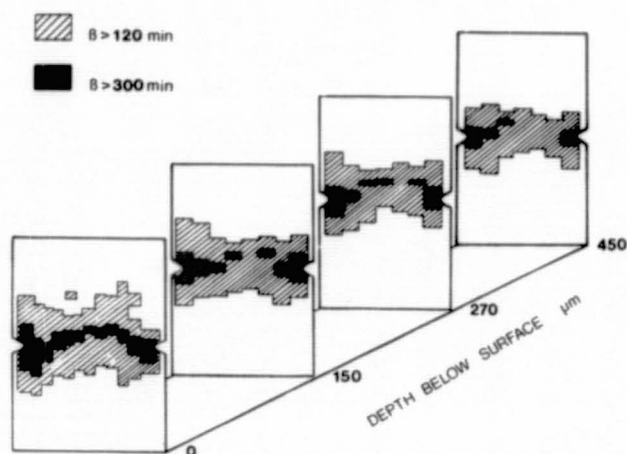 β > 120 min
β > 300 min
450
270
150
0
DEPTH BELOW SURFACE μm